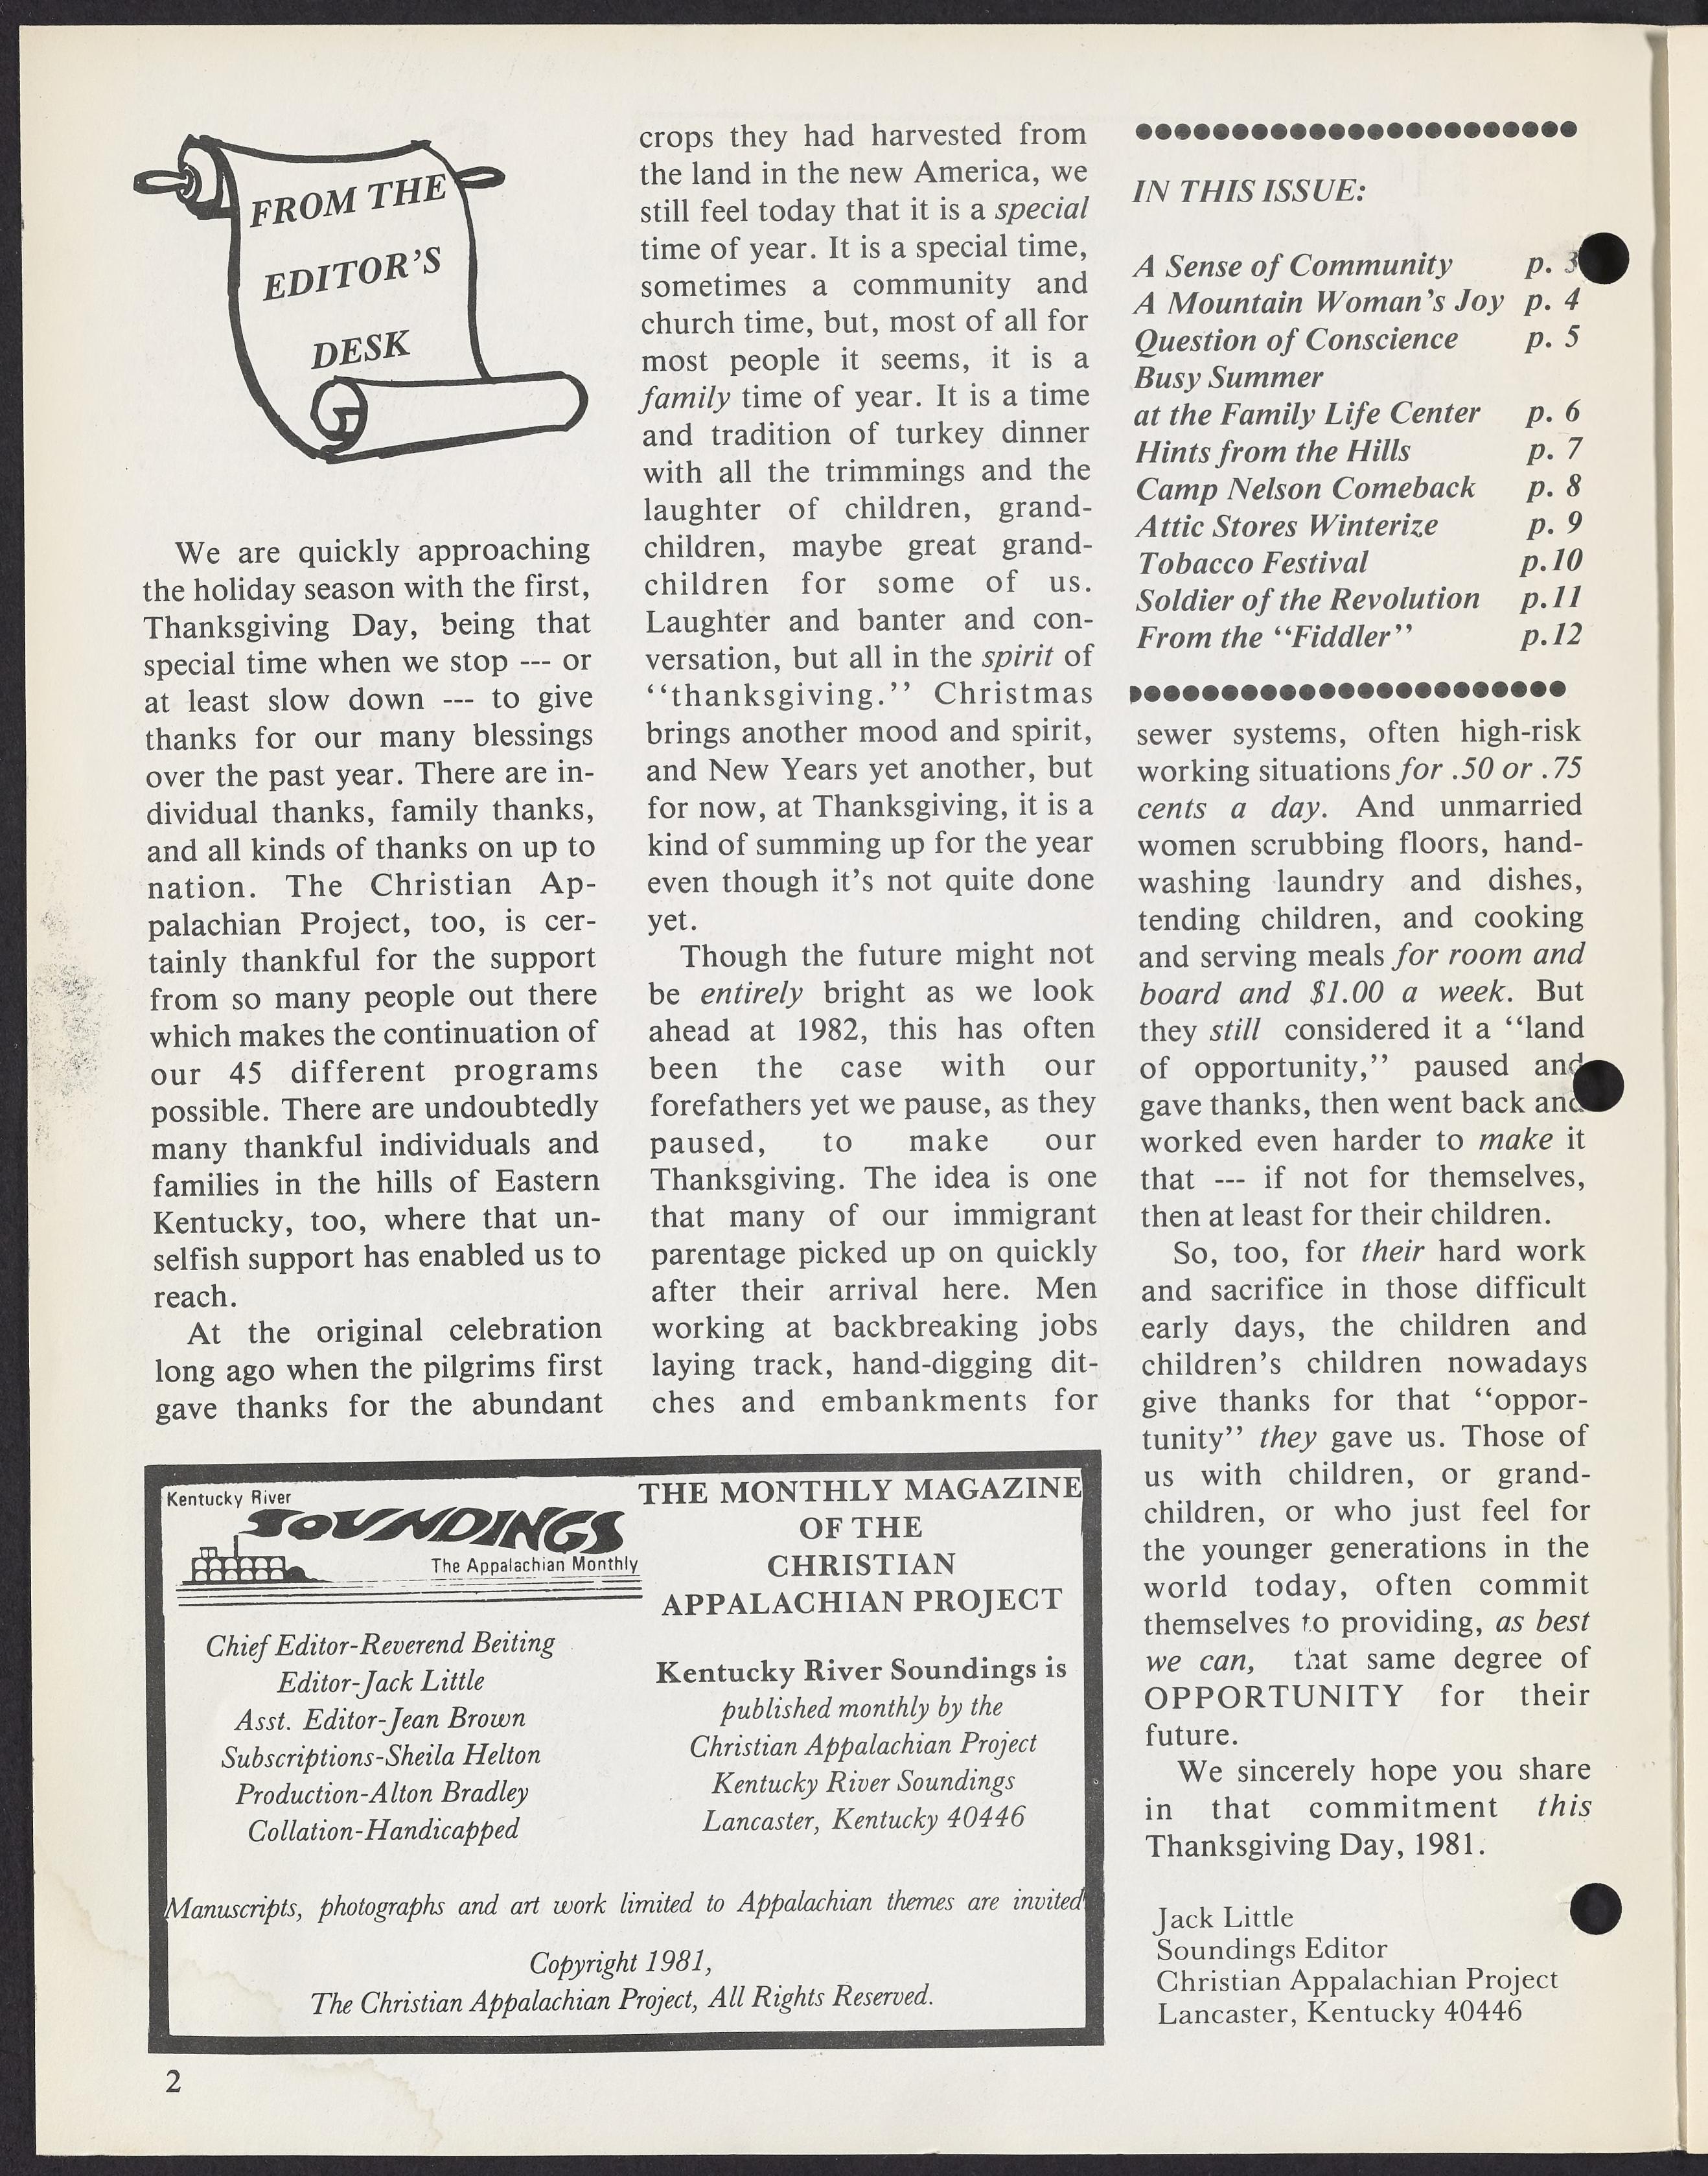 FROM THE
EDITOR'S
DESK
We are quickly approaching
the holiday season with the first,
Thanksgiving Day, being that
special time when we stop --- or
at least slow down --- to give
thanks for our many blessings
over the past year. There are in-
dividual thanks, family thanks,
and all kinds of thanks on up to
nation. The Christian Ap-
palachian Project, too, is cer-
tainly thankful for the support
from so many people out there
which makes the continuation of
our 45 different programs
possible. There are undoubtedly
many thankful individuals and
families in the hills of Eastern
Kentucky, too, where that un-
selfish support has enabled us to
reach.
At the original celebration
long ago when the pilgrims first
gave thanks for the abundant
crops they had harvested from
the land in the new America, we
still feel today that it is a special
time of year. It is a special time,
sometimes a community and
church time, but, most of all for
most people it seems, it is a
family time of year. It is a time
and tradition of turkey dinner
with all the trimmings and the
laughter of children, grand-
children, maybe great grand-
children for some of us.
Laughter and banter and con-
versation, but all in the spirit of
"thanksgiving." Christmas
brings another mood and spirit,
and New Years yet another, but
for now, at Thanksgiving, it is a
kind of summing up for the year
even though it's not quite done
yet.
Though the future might not
be entirely bright as we look
ahead at 1982, this has often
been the case with our
forefathers yet we pause, as they
paused, to make our
Thanksgiving. The idea is one
that many of our immigrant
parentage picked up on quickly
after their arrival here. Men
working at backbreaking jobs
laying track, hand-digging dit-
ches and embankments for
IN THIS ISSUE:
A Sense of Community p. 3
A Mountain Woman's Joy p. 4
Question of Conscience p. 5
Busy Summer
at the Family Life Center p. 6
Hints from the Hills p. 7
Camp Nelson Comeback p. 8
Attic Stores Winterize p. 9
Tobacco Festival p.10
Soldier of the Revolution p.11
From the "Fiddler" p.12
sewer systems, often high-risk
working situations for .50 or .75
cents a day. And unmarried
women scrubbing floors, hand-
washing laundry and dishes,
tending children, and cooking
and serving meals for room and
board and $1.00 a week. But
they still considered it a "land
of opportunity," paused and
gave thanks, then went back and
worked even harder to make it
that --- if not for themselves,
then at least for their children.
So, too, for their hard work
and sacrifice in those difficult
early days, the children and
children's children nowadays
give thanks for that "oppor-
tunity" they gave us. Those of
us with children, or grand-
children, or who just feel for
the younger generations in the
world today, often commit
themselves to providing, as best
we can, that same degree of
OPPORTUNITY for their
future.
We sincerely hope you share
in that commitment this
Thanksgiving Day, 1981.
Jack Little
Soundings Editor
Christian Appalachian Project
Lancaster, Kentucky 40446
Kentucky River
SOUNDINGS
The Appalachian Monthly
Chief Editor-Reverend Beiting
Editor-Jack Little
Asst. Editor-Jean Brown
Subscriptions-Sheila Helton
Production-Alton Bradley
Collation-Handicapped
THE MONTHLY MAGAZINE
OF THE
CHRISTIAN
APPALACHIAN PROJECT
Kentucky River Soundings is
published monthly by the
Christian Appalachian Project
Kentucky River Soundings
Lancaster, Kentucky 40446
Manuscripts, photographs and art work limited to Appalachian themes are invited!
Copyright 1981,
The Christian Appalachian Project, All Rights Reserved.
2